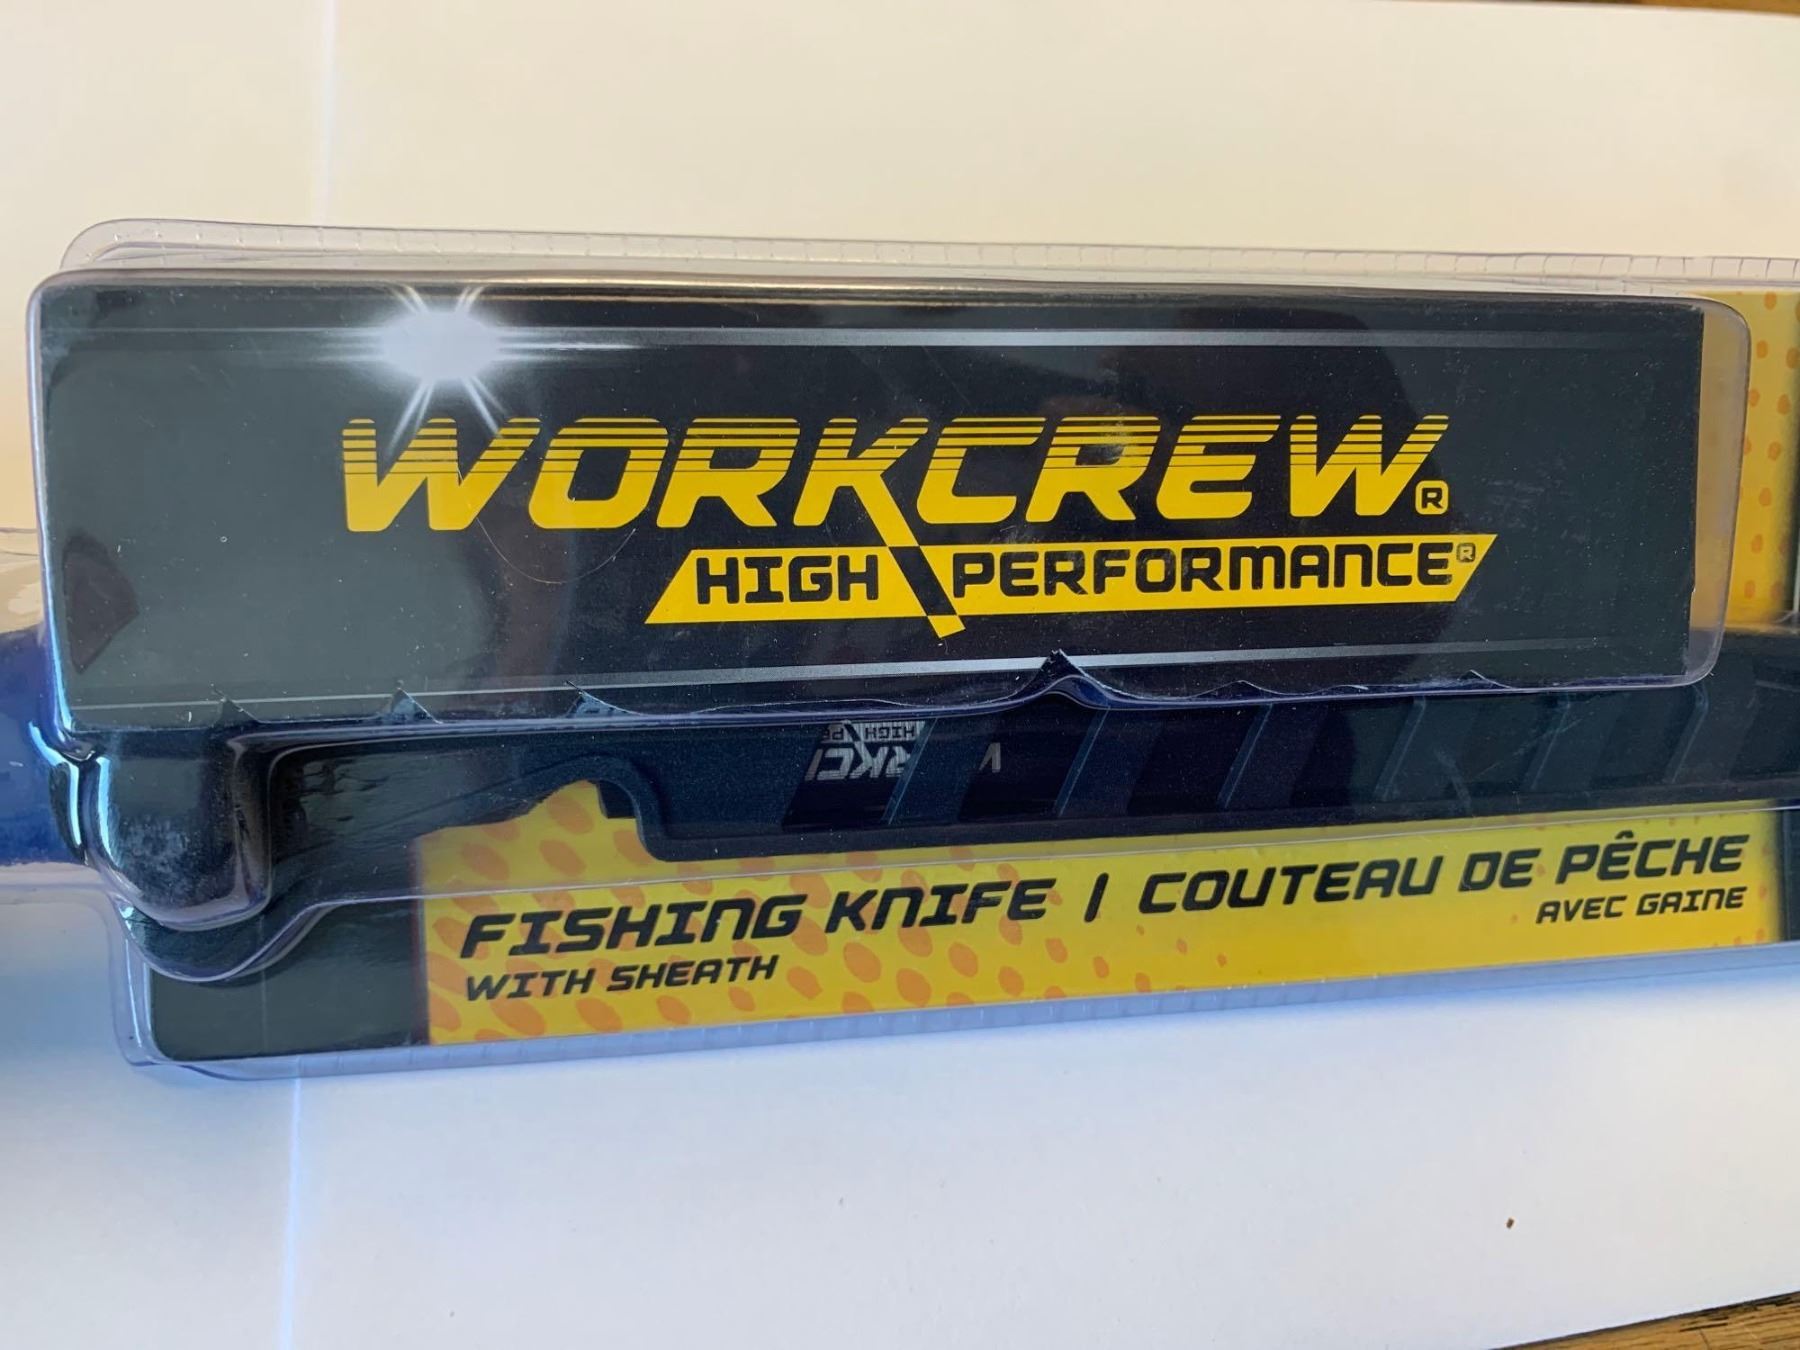 WORKCREW®
HIGH PERFORMANCE®
FISHING KNIFE | COUTEAU DE PÊCHE
WITH SHEATH
AVEC GAINE